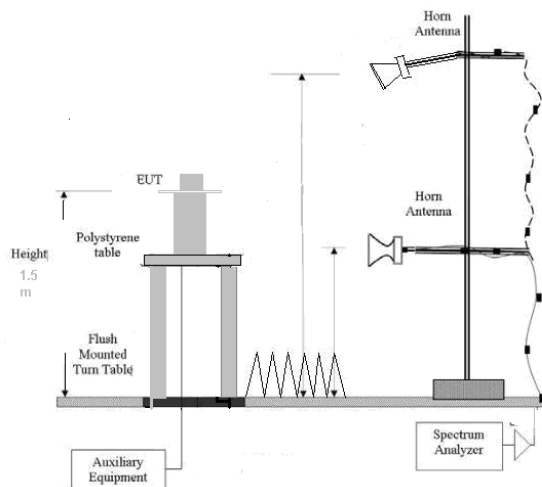 Horn
Antenna
EUT
Horn
Antenna
Polystyrene
table
Height
1.5
m
Flush
Mounted
Turn Table
Spectrum
Analyzer
Auxiliary
Equipment